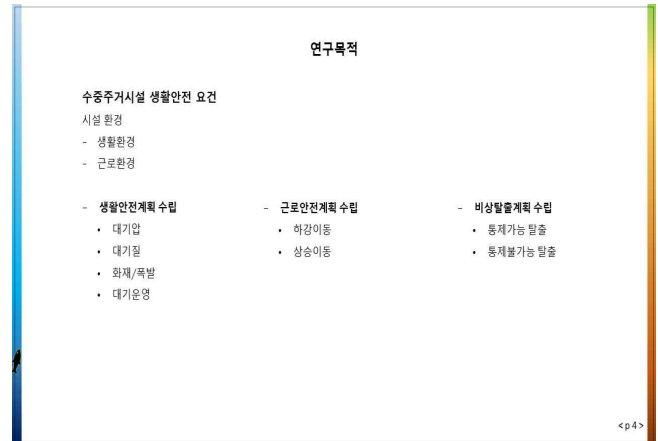 연구목적
수중주거시설 생활안전 요건
시설 환경
- 생활환경
- 근로환경
- 생활안전계획 수립
• 대기압
• 대기질
• 화재/폭발
• 대기운영
- 근로안전계획 수립
• 하강이동
• 상승이동
- 비상탈출계획 수립
• 통제가능 탈출
• 통제불가능 탈출
<p4>